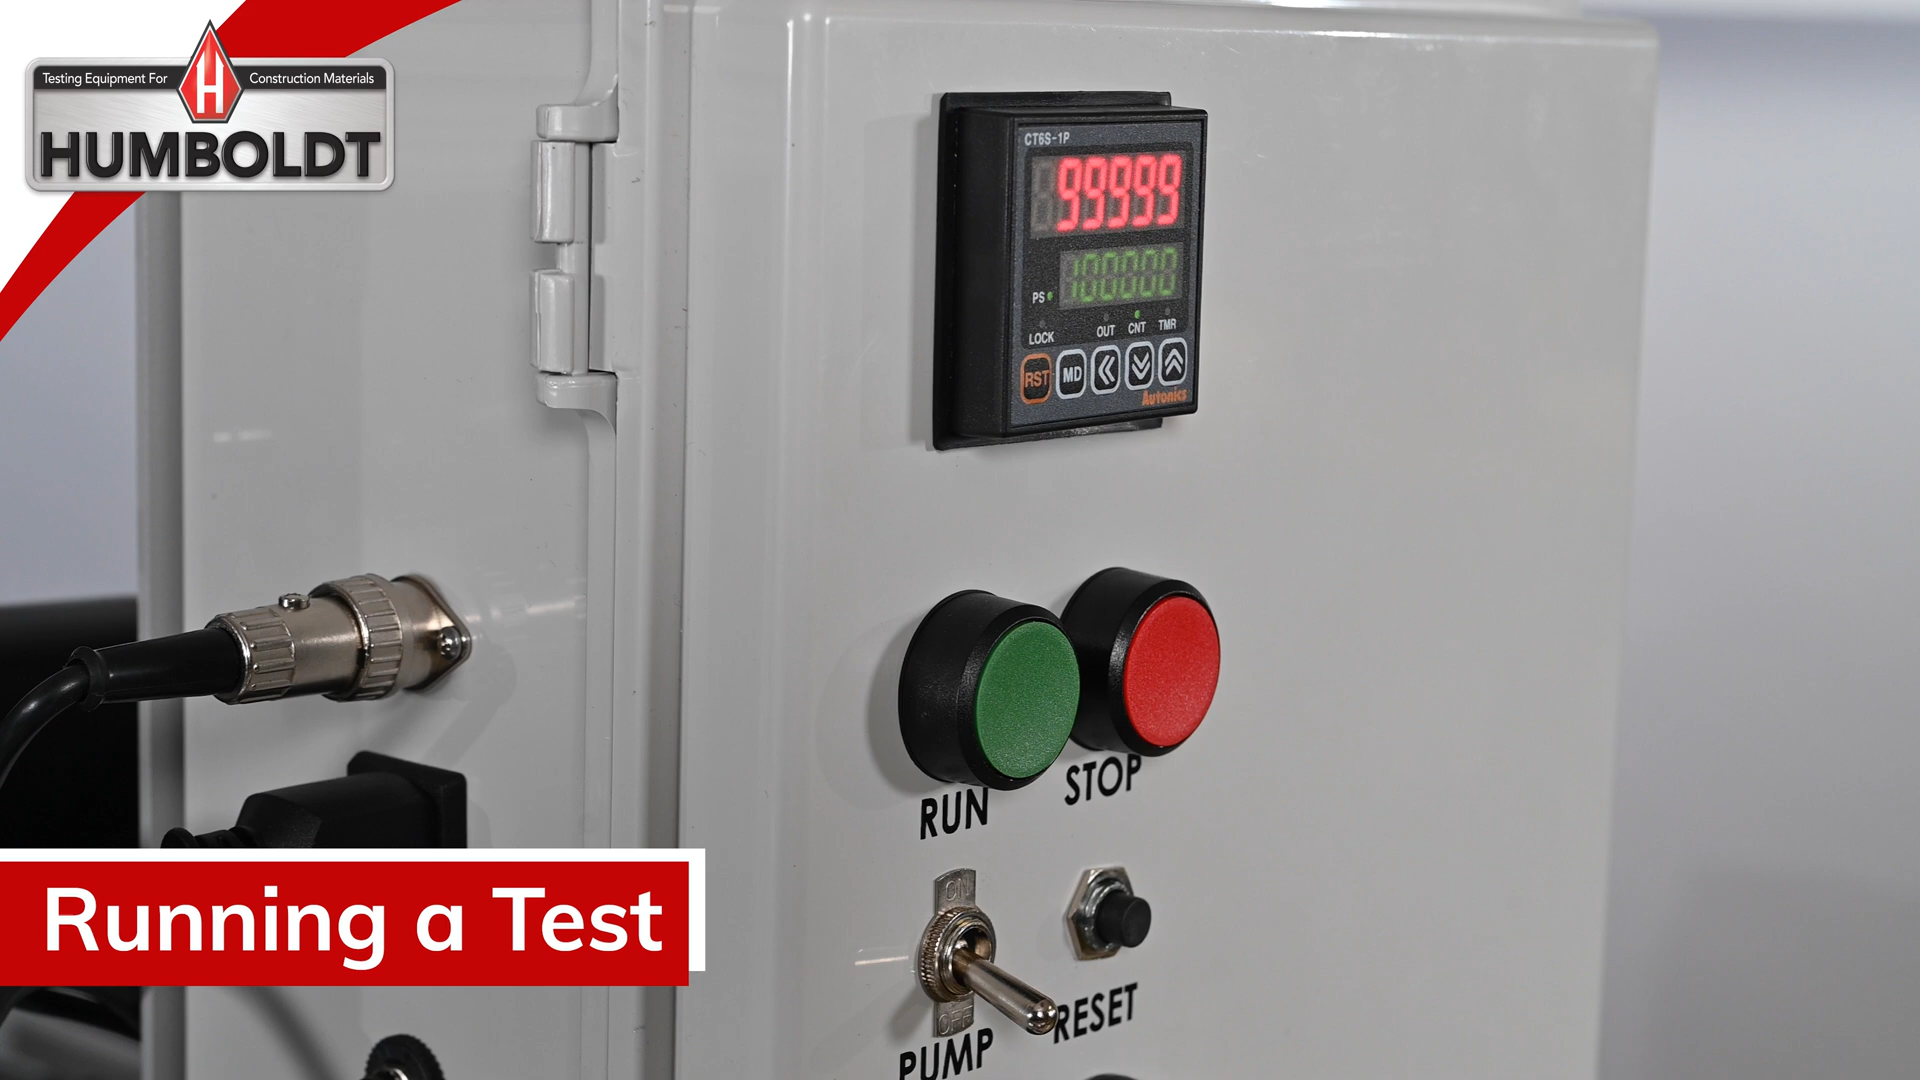 Testing Equipment For
H
Construction Materials
HUMBOLDT
CT6S-1P
99999
100000
PS
LOCK
OUT
CNT
TMR
RST
MD
Autonics
RUN
STOP
ON
OFF
PUMP
RESET
Running a Test